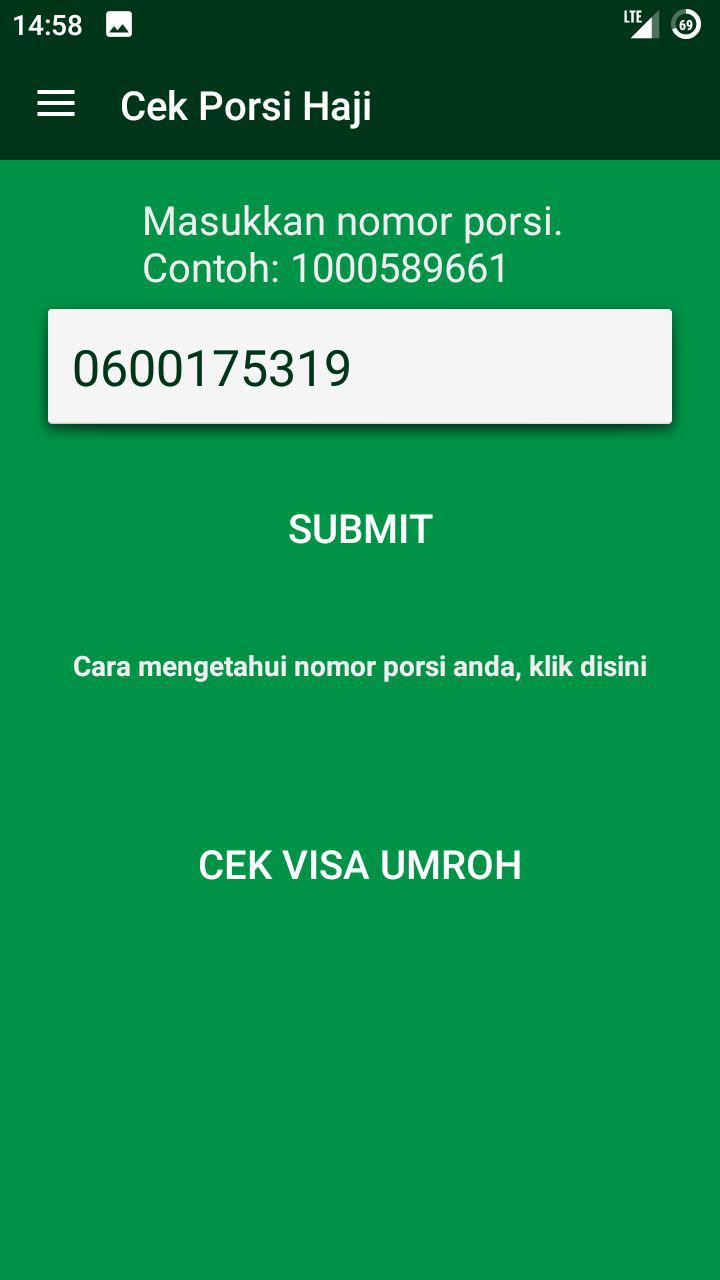 14:58
LTE
69
Cek Porsi Haji
Masukkan nomor porsi.
Contoh: 1000589661
0600175319
SUBMIT
Cara mengetahui nomor porsi anda, klik disini
CEK VISA UMROH